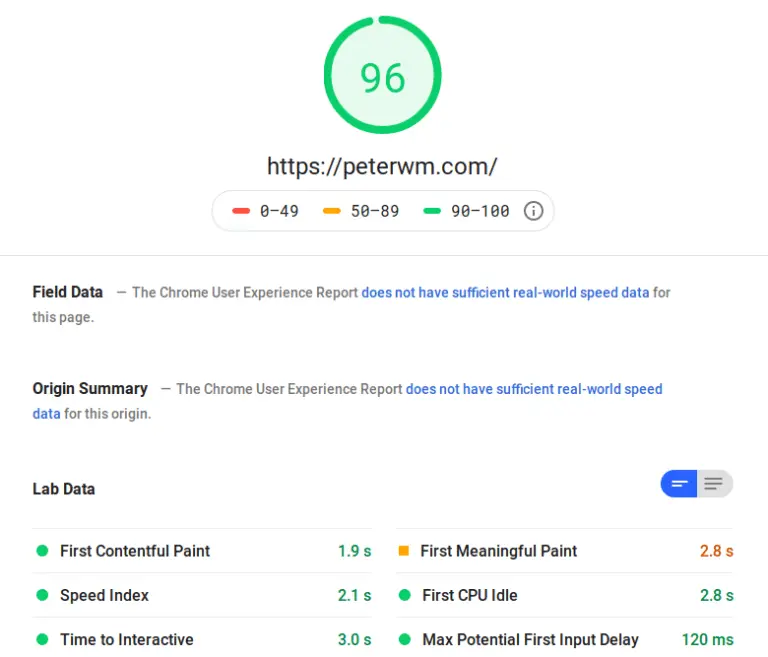 96
https://peterwm.com/
0–49 50–89 90–100
Field Data — The Chrome User Experience Report does not have sufficient real-world speed data for
this page.
Origin Summary — The Chrome User Experience Report does not have sufficient real-world speed
data for this origin.
Lab Data
First Contentful Paint 1.9 s First Meaningful Paint 2.8 s
Speed Index 2.1 s First CPU Idle 2.8 s
Time to Interactive 3.0 s Max Potential First Input Delay 120 ms